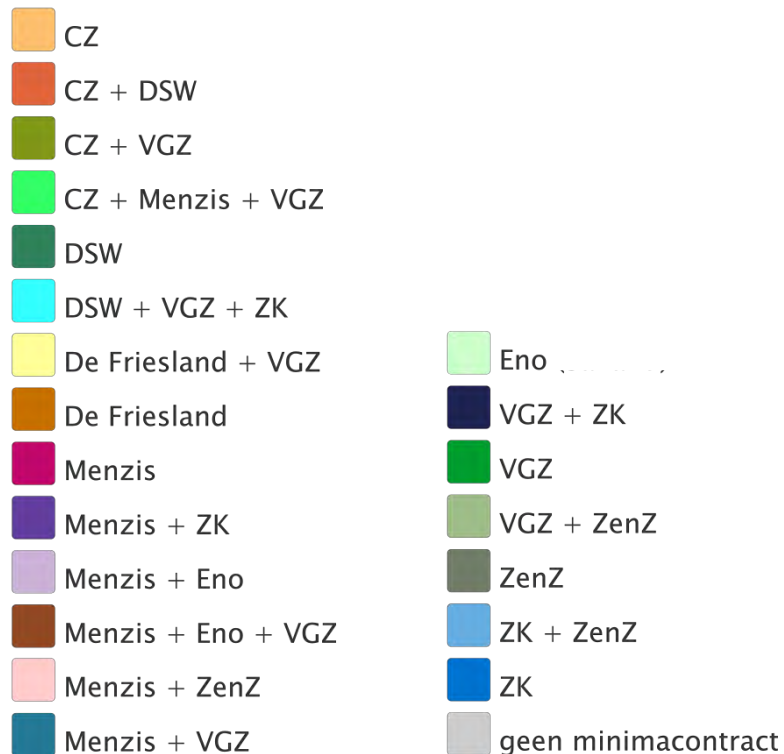 CZ
CZ + DSW
CZ + VGZ
CZ + Menzis + VGZ
DSW
DSW + VGZ + ZK
De Friesland + VGZ
De Friesland
Menzis
Menzis + ZK
Menzis + Eno
Menzis + Eno + VGZ
Menzis + ZenZ
Menzis + VGZ
Eno
VGZ + ZK
VGZ
VGZ + ZenZ
ZenZ
ZK + ZenZ
ZK
geen minimacontract